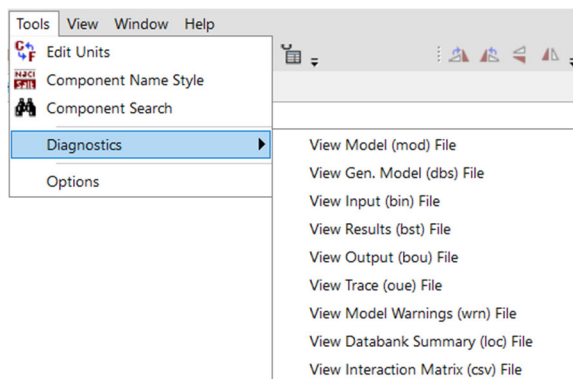 Tools View Window Help
Edit Units
Component Name Style
Component Search
Diagnostics
Options
View Model (mod) File
View Gen. Model (dbs) File
View Input (bin) File
View Results (bst) File
View Output (bou) File
View Trace (oue) File
View Model Warnings (wrn) File
View Databank Summary (loc) File
View Interaction Matrix (csv) File